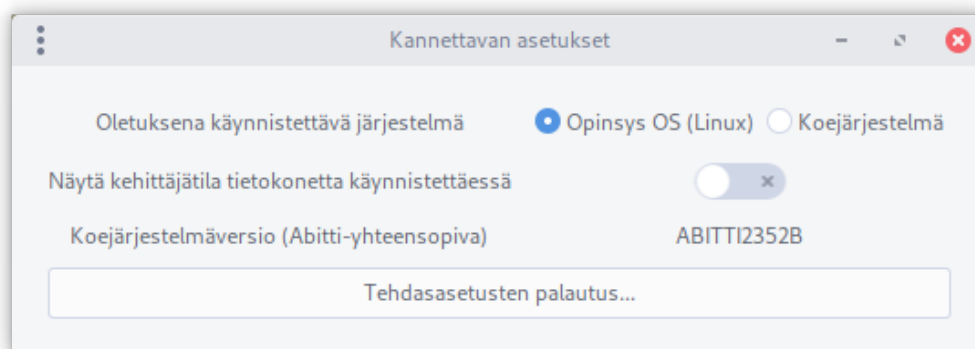 Kannettavan asetukset
Oletuksena käynnistettävä järjestelmä Opinsys OS (Linux) Koejärjestelmä
Näytä kehittäjätila tietokonetta käynnistettäessä
Koejärjestelmäversio (Abitti-yhteensopiva) ABITTI2352B
Tehdasasetusten palautus...